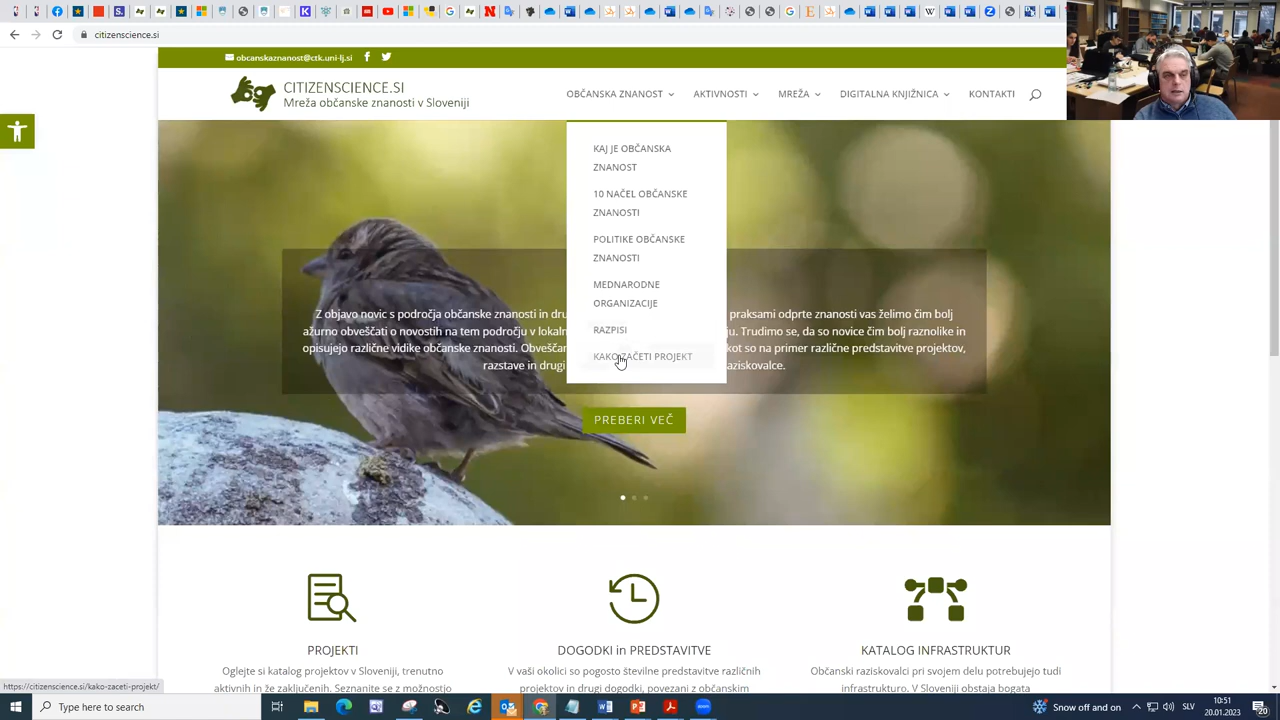 citizenscience.si
obcanskaznanost@ctk.uni-lj.si
CITIZENSCIENCE.SI
Mreža občanske znanosti v Sloveniji
OBČANSKA ZNANOST
AKTIVNOSTI
MREŽA
DIGITALNA KNJIŽNICA
KONTAKTI
KAJ JE OBČANSKA
ZNANOST
10 NAČEL OBČANSKE
ZNANOSTI
POLITIKE OBČANSKE
ZNANOSTI
MEDNARODNE
ORGANIZACIJE
RAZPISI
KAKO ZAČETI PROJEKT
Z objavo novic s področja občanske znanosti in dru praksami odprte znanosti vas želimo čim bolj
ažurno obveščati o novostih na tem področju v lokaln ju. Trudimo se, da so novice čim bolj raznolike in
opisujejo različne vidike občanske znanosti. Obveščan kot so na primer različne predstavitve projektov,
razstave in drugi aziskovalce.
PREBERI VEČ
PROJEKTI
Oglejte si katalog projektov v Sloveniji, trenutno
aktivnih in že zaključenih. Seznanite se z možnostjo
DOGODKI in PREDSTAVITVE
V vaši okolici so pogosto številne predstavitve različnih
projektov in drugi dogodki, povezani z občanskim
KATALOG INFRASTRUKTUR
Občanski raziskovalci pri svojem delu potrebujejo tudi
infrastrukturo. V Sloveniji obstaja bogata
https://citizenscience.si/kako-zaceti-projekt/
Type here to search
Snow off and on
SLV
10:51
20.01.2023
20